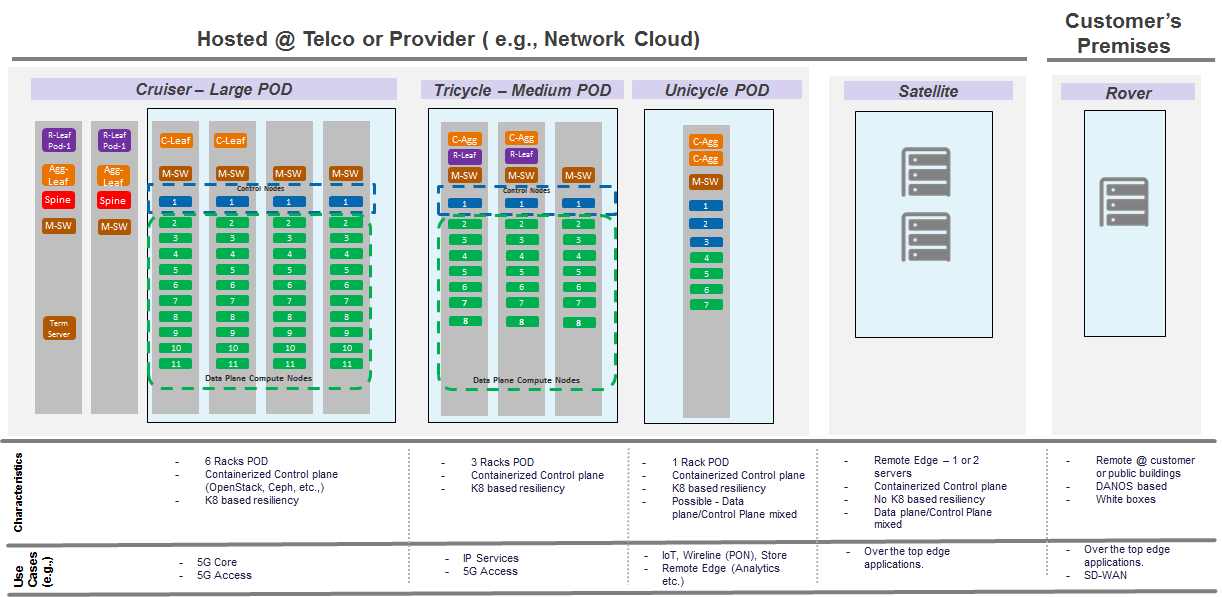 Hosted @ Telco or Provider ( e.g., Network Cloud)
Customer's
Premises
Cruiser – Large POD
Tricycle – Medium POD
Unicycle POD
Satellite
Rover
R-Leaf
Pod-1
Agg-
Leaf
Spine
M-SW
Term
Server
R-Leaf
Pod-1
Agg-
Leaf
Spine
M-SW
C-Leaf
C-Leaf
M-SW
M-SW
M-SW
M-SW
Control Nodes
1 1 1 1
2 2 2 2
3 3 3 3
4 4 4 4
5 5 5 5
6 6 6 6
7 7 7 7
8 8 8 8
9 9 9 9
10 10 10 10
11 11 11 11
Data Plane Compute Nodes
C-Agg
C-Agg
R-Leaf
R-Leaf
M-SW
M-SW
M-SW
Control Nodes
1 1 1
2 2 2
3 3 3
4 4 4
5 5 5
6 6 6
7 7 7
8 8 8
Data Plane Compute Nodes
C-Agg
C-Agg
M-SW
1
2
3
4
5
6
7
Characteristics
- 6 Racks POD
- Containerized Control plane
(OpenStack, Ceph, etc.,)
- K8 based resiliency
- 3 Racks POD
- Containerized Control plane
- K8 based resiliency
- 1 Rack POD
- Containerized Control plane
- K8 based resiliency
- Possible - Data
plane/Control Plane mixed
- Remote Edge – 1 or 2
servers
- Containerized Control plane
- No K8 based resiliency
- Data plane/Control Plane
mixed
- Remote @ customer
or public buildings
- DANOS based
- White boxes
Use
Cases
(e.g.,)
- 5G Core
- 5G Access
- IP Services
- 5G Access
- IoT, Wireline (PON), Store
- Remote Edge (Analytics
etc.)
- Over the top edge
applications.
- Over the top edge
applications.
- SD-WAN